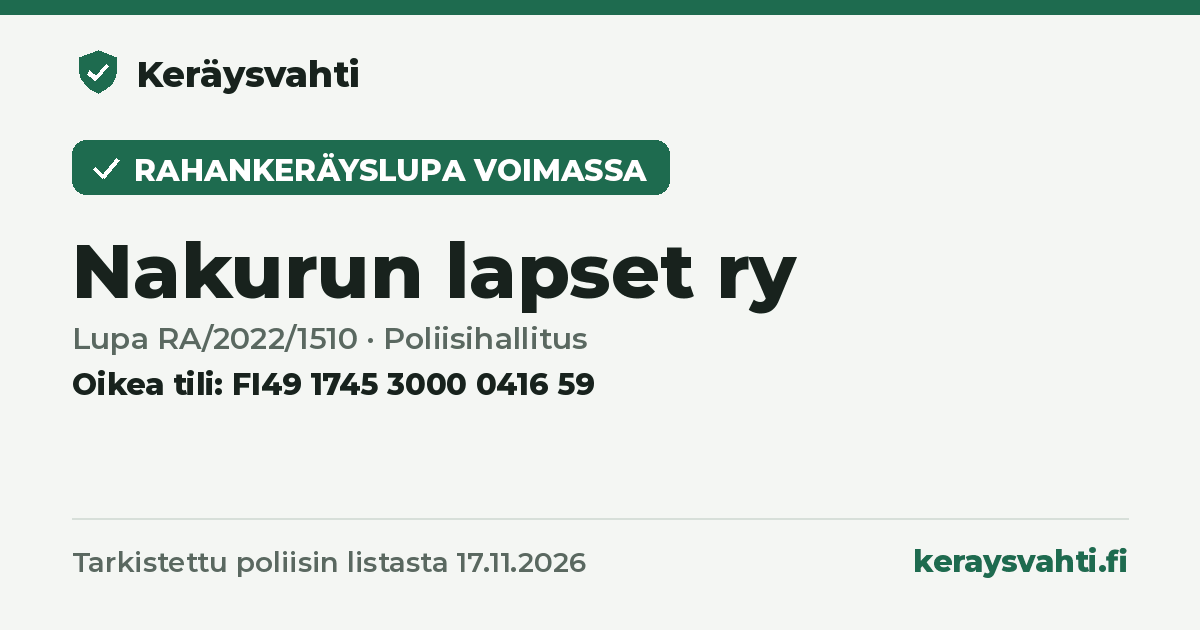 Keräysvahti
RAHANKERÄYSLUPA VOIMASSA
Nakurun lapset ry
Lupa RA/2022/1510 · Poliisihallitus
Oikea tili: FI49 1745 3000 0416 59
Tarkistettu poliisin listasta 17.11.2026
keraysvahti.fi